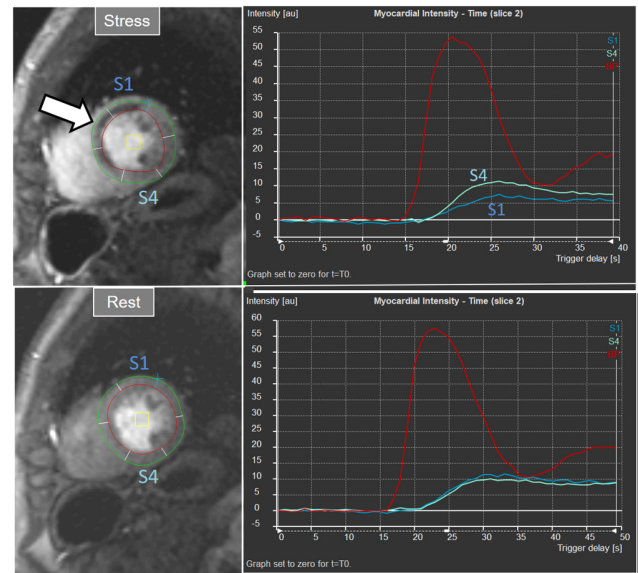 Stress
S1
S4
Intensity [au]
Myocardial Intensity - Time (slice 2)
55
50
45
40
35
30
25
20
15
10
5
0
-5
S1
S4
S4
S1
0
5
10
15
20
25
30
35
40
Trigger delay [s]
Graph set to zero for t=T0.
Rest
S1
S4
Intensity [au]
Myocardial Intensity - Time (slice 2)
60
55
50
45
40
35
30
25
20
15
10
5
0
-5
S1
S4
0
5
10
15
20
25
30
35
40
45
50
Trigger delay [s]
Graph set to zero for t=T0.